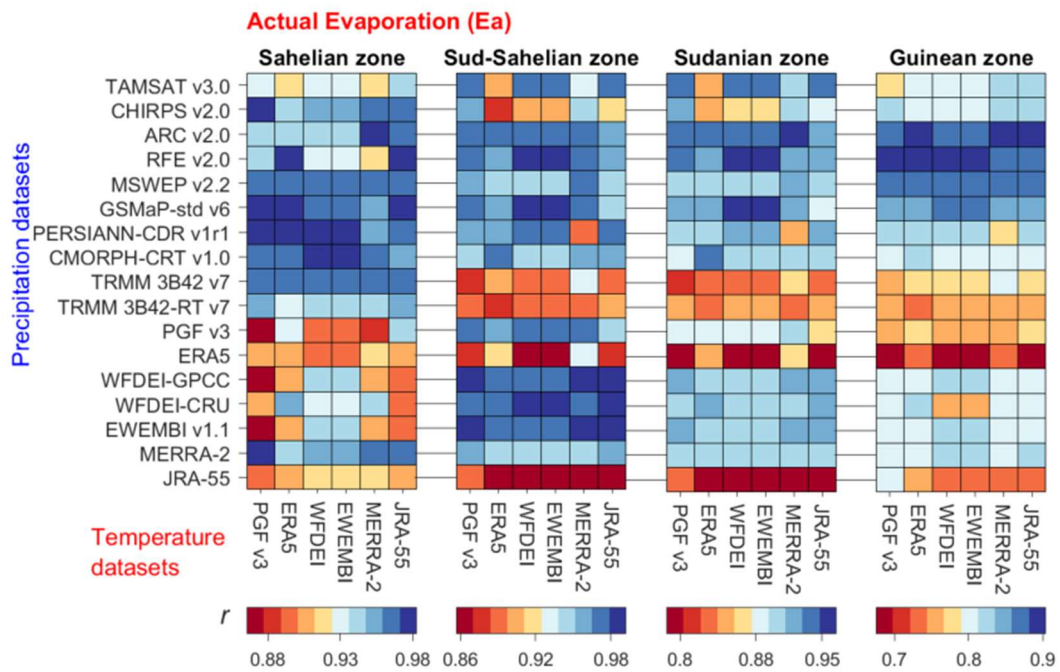 Actual Evaporation (Ea)
Sahelian zone Sud-Sahelian zone Sudanian zone Guinean zone
Precipitation datasets
TAMSAT v3.0
CHIRPS v2.0
ARC v2.0
RFE v2.0
MSWEP v2.2
GSMaP-std v6
PERSIANN-CDR v1r1
CMORPH-CRT v1.0
TRMM 3B42 v7
TRMM 3B42-RT v7
PGF v3
ERA5
WFDEI-GPCC
WFDEI-CRU
EWEMBI v1.1
MERRA-2
JRA-55
Temperature
datasets
PGF v3 ERA5 WFDEI EWEMBI MERRA-2 JRA-55 PGF v3 ERA5 WFDEI EWEMBI MERRA-2 JRA-55 PGF v3 ERA5 WFDEI EWEMBI MERRA-2 JRA-55 PGF v3 ERA5 WFDEI EWEMBI MERRA-2 JRA-55
r
0.88 0.93 0.98 0.86 0.92 0.98 0.8 0.88 0.95 0.7 0.8 0.9